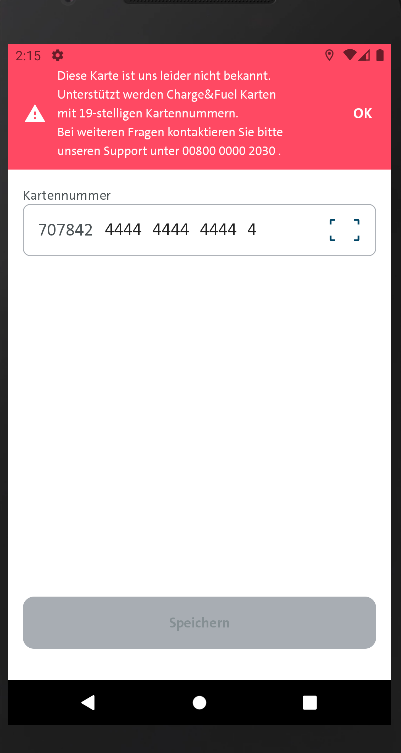 2:15
Diese Karte ist uns leider nicht bekannt.
Unterstützt werden Charge&Fuel Karten
mit 19-stelligen Kartennummern.
Bei weiteren Fragen kontaktieren Sie bitte
unseren Support unter 00800 0000 2030 .
OK
Kartennummer
707842 4444 4444 4444 4
Speichern